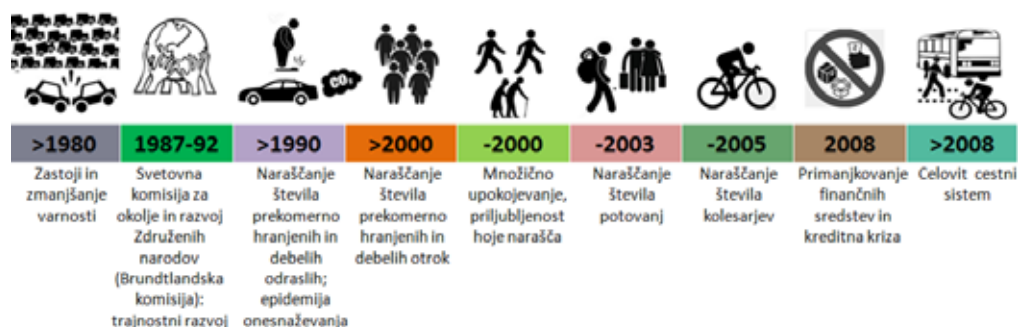 CO₂
>1980
1987-92
>1990
>2000
-2000
-2003
-2005
2008
>2008
Zastoji in
zmanjšanje
varnosti
Svetovna
komisija za
okolje in razvoj
Združenih
narodov
(Brundtlandska
komisija):
trajnostni razvoj
Naraščanje
števila
prekomerno
hranjenih in
debelih
odraslih;
epidemija
onesnaževanja
Naraščanje
števila
prekomerno
hranjenih in
debelih otrok
Množično
upokojevanje,
priljubljenost
hoje narašča
Naraščanje
števila
potovanj
Naraščanje
števila
kolesarjev
Primanjkovanje
finančnih
sredstev in
kreditna kriza
Celovit cestni
sistem